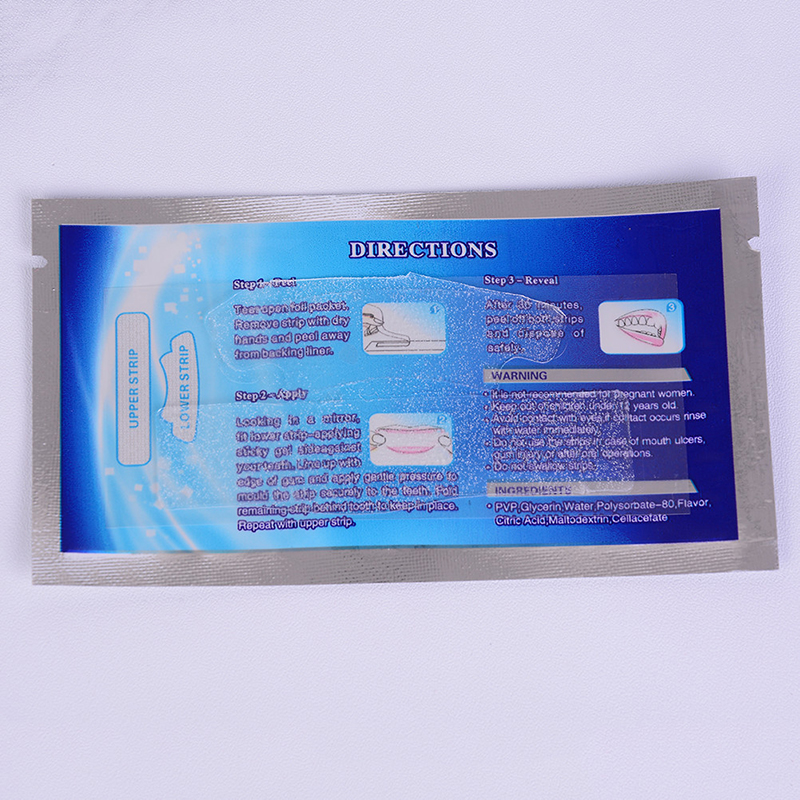 DIRECTIONS
UPPER STRIP
LOWER STRIP
Step 1 - Peel
Tear open foil packet.
Remove strip with dry
hands and peel away
from backing liner.
1
Step 2 - Apply
Looking in a mirror,
fit lower strip-applying
sticky gel side
your teeth. Line up with
edge of gum and apply gentle pressure to
mould the strip securely to the teeth. Fold
remaining strip behind tooth to keep in place.
Repeat with upper strip.
2
Step 3 - Reveal
After 30 minutes,
peel off both strips
and dispose of
safely.
3
WARNING
• It is not recommended for pregnant women.
• Keep out of children under 12 years old.
• Avoid contact with eyes if contact occurs rinse
with water immediately.
• Do not use the strips in case of mouth ulcers,
gum injury or after oral operations.
• Do not swallow strips.
INGREDIENTS
• PVP,Glycerin,Water,Polysorbate-80,Flavor,
Citric Acid,Maltodextrin,Cellacefate